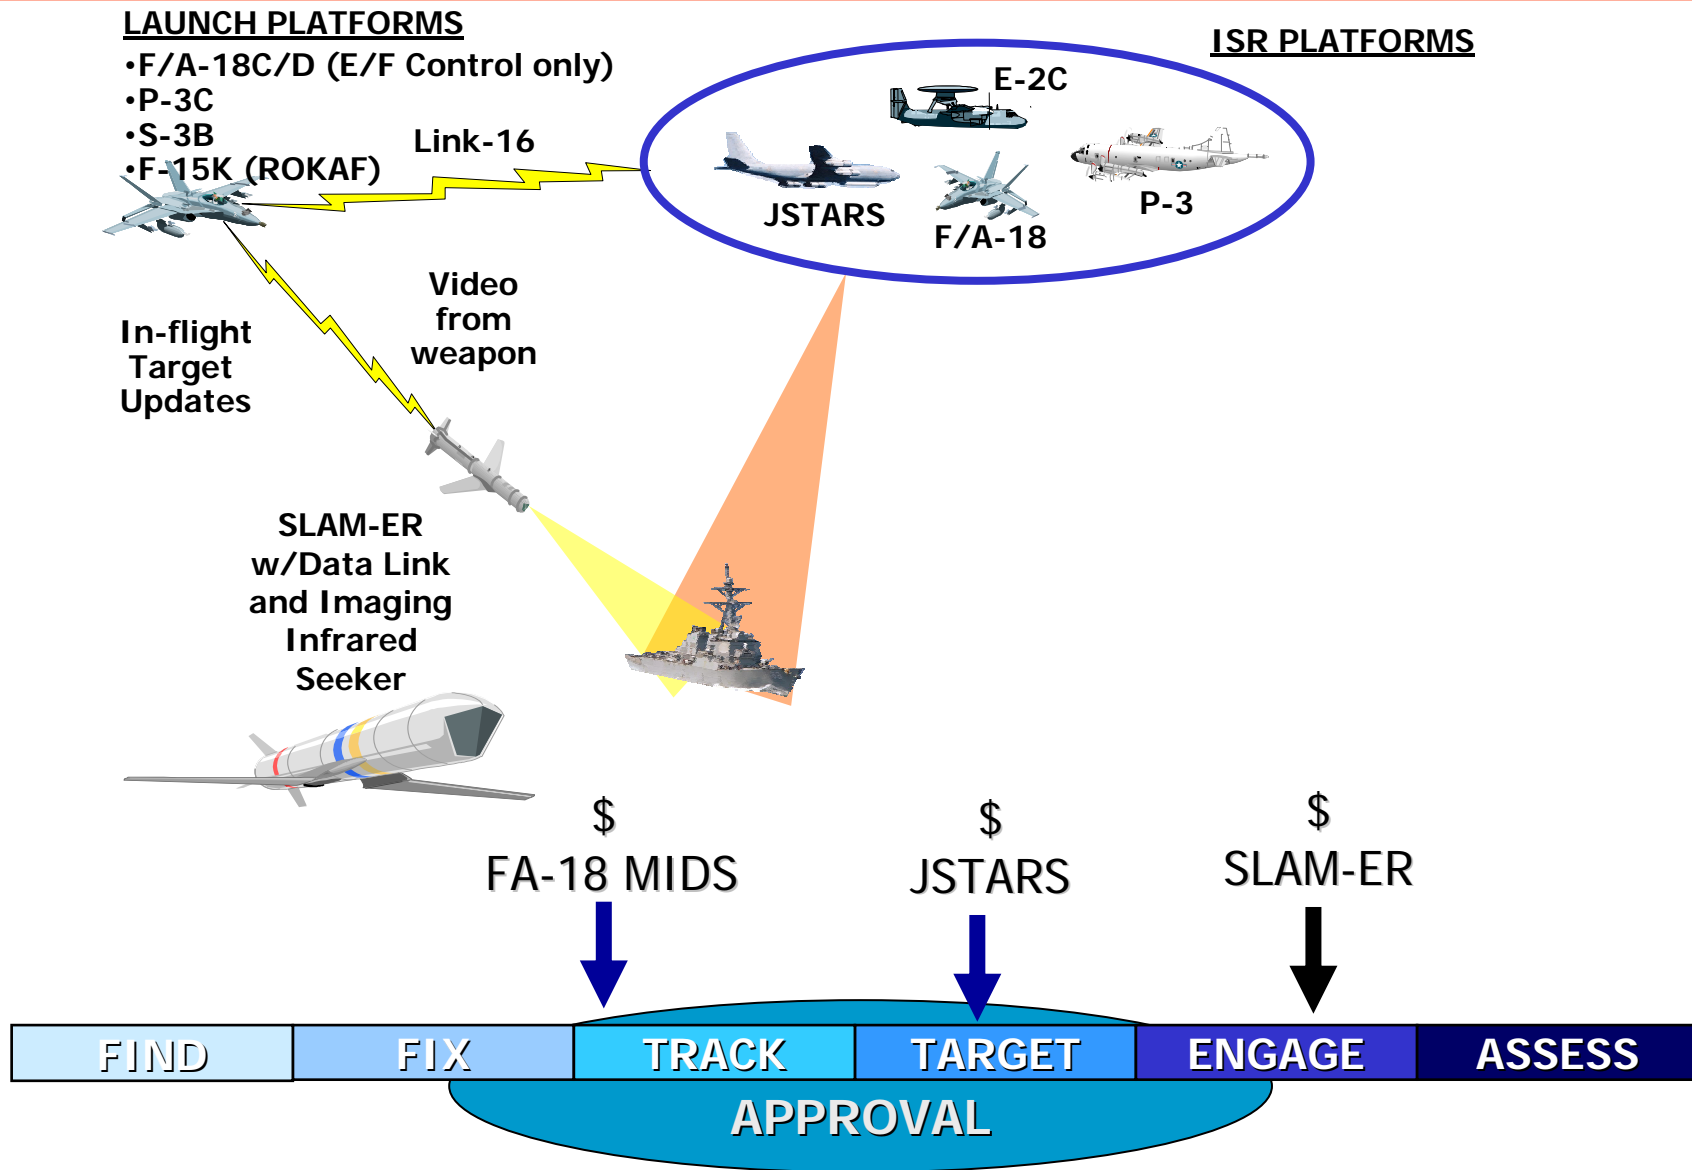 LAUNCH PLATFORMS
•F/A-18C/D (E/F Control only)
•P-3C
•S-3B
•F-15K (ROKAF)
Link-16
ISR PLATFORMS
E-2C
JSTARS
F/A-18
P-3
Video
from
weapon
In-flight
Target
Updates
SLAM-ER
w/Data Link
and Imaging
Infrared
Seeker
$
FA-18 MIDS
$
JSTARS
$
SLAM-ER
FIND
FIX
TRACK
TARGET
ENGAGE
ASSESS
APPROVAL